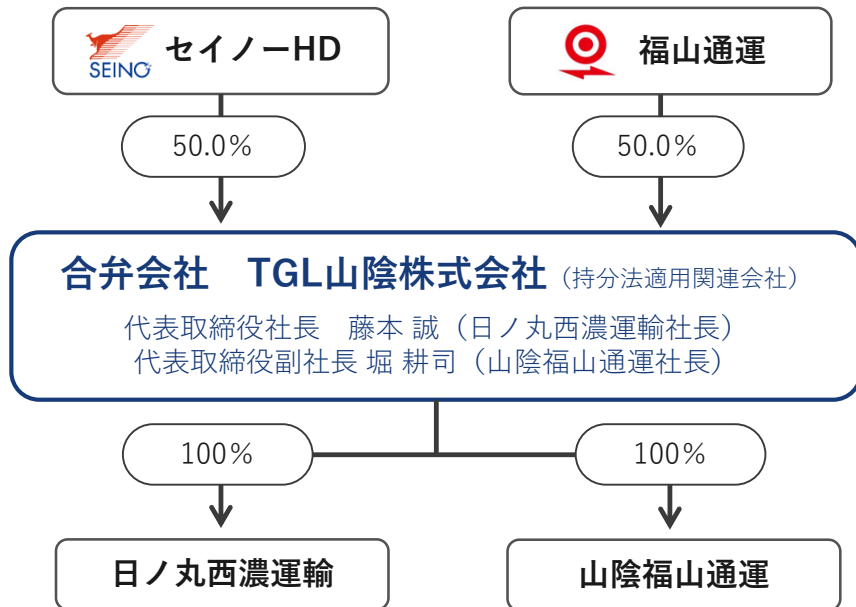 SEINO セイノーHD
福山通運
50.0%
50.0%
合弁会社　TGL山陰株式会社（持分法適用関連会社）
代表取締役社長　藤本 誠（日ノ丸西濃運輸社長）
代表取締役副社長 堀 耕司（山陰福山通運社長）
100%
100%
日ノ丸西濃運輸
山陰福山通運